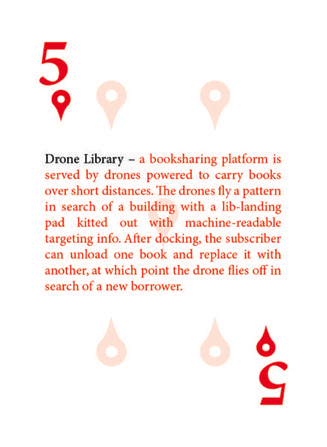 5
Drone Library – a booksharing platform is
served by drones powered to carry books
over short distances. The drones fly a pattern
in search of a building with a lib-landing
pad kitted out with machine-readable
targeting info. After docking, the subscriber
can unload one book and replace it with
another, at which point the drone flies off in
search of a new borrower.
5